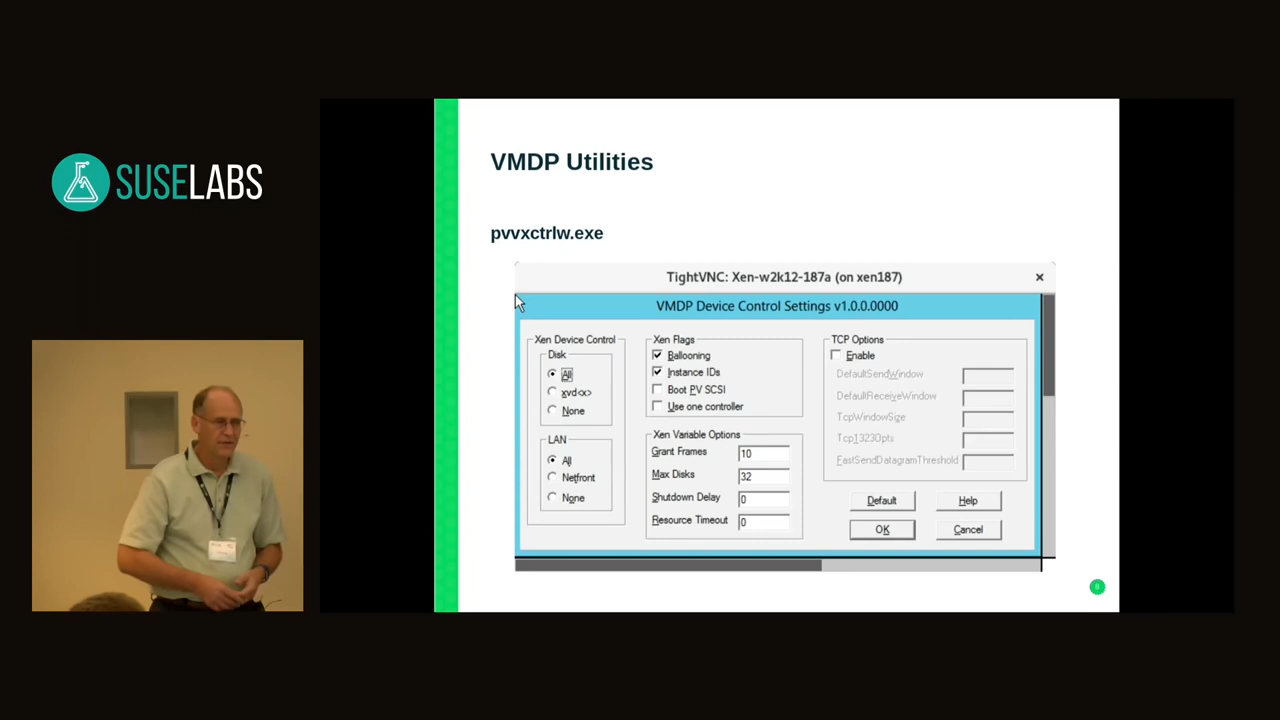 SUSELABS
VMDP Utilities
pvvxctrlw.exe
TightVNC: Xen-w2k12-187a (on xen187)
VMDP Device Control Settings v1.0.0.0000
Xen Device Control
Disk
All
xvd<x>
None
LAN
All
Netfront
None
Xen Flags
Ballooning
Instance IDs
Boot PV SCSI
Use one controller
Xen Variable Options
Grant Frames 10
Max Disks 32
Shutdown Delay 0
Resource Timeout 0
TCP Options
Enable
DefaultSendWindow
DefaultReceiveWindow
TcpWindowSize
Tcp1323Opts
FastSendDatagramThreshold
Default Help
OK Cancel